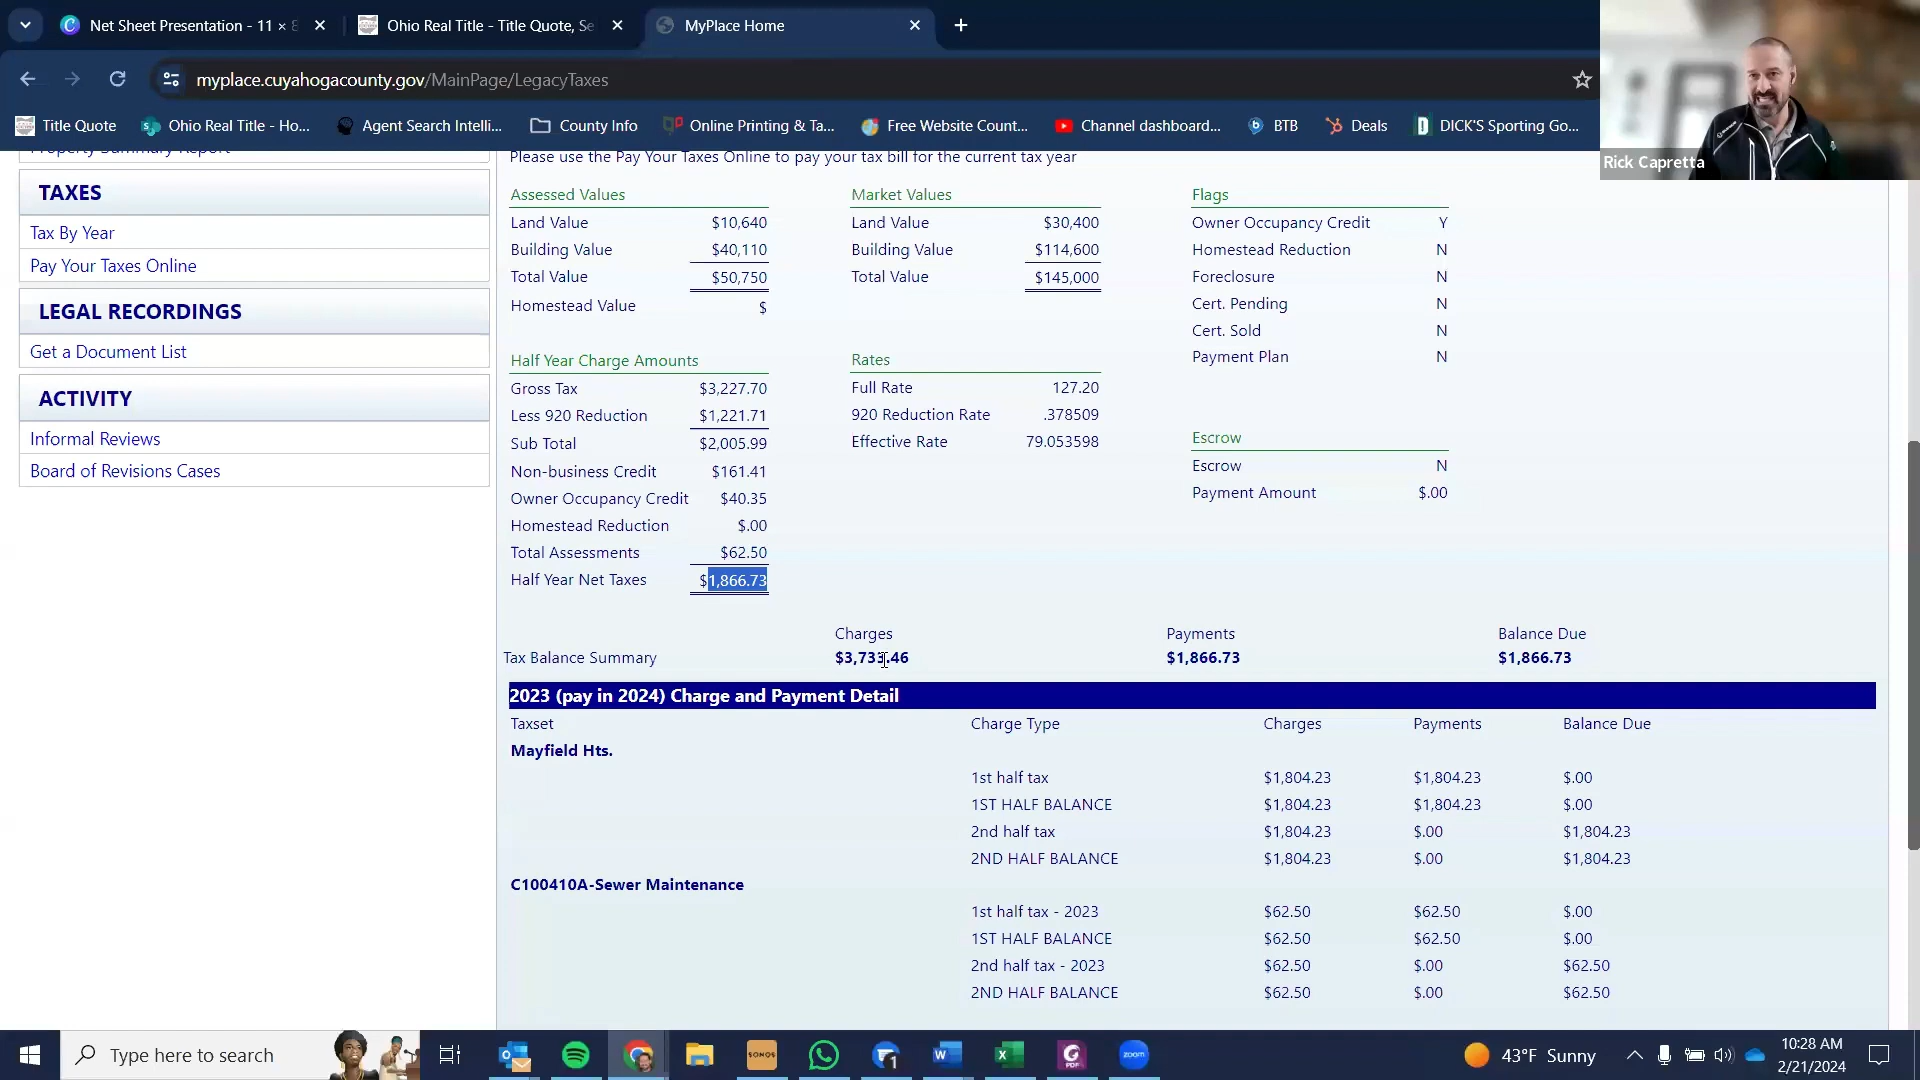 Net Sheet Presentation - 11 × 8
Ohio Real Title - Title Quote, Se
MyPlace Home
myplace.cuyahogacounty.gov/MainPage/LegacyTaxes
Title Quote
Ohio Real Title - Ho...
Agent Search Intelli...
County Info
Online Printing & Ta...
Free Website Count...
Channel dashboard...
BTB
Deals
DICK'S Sporting Go...
Rick Capretta
Property Summary Report
TAXES
Tax By Year
Pay Your Taxes Online
LEGAL RECORDINGS
Get a Document List
ACTIVITY
Informal Reviews
Board of Revisions Cases
Please use the Pay Your Taxes Online to pay your tax bill for the current tax year
Assessed Values
Land Value $10,640
Building Value $40,110
Total Value $50,750
Homestead Value $
Market Values
Land Value $30,400
Building Value $114,600
Total Value $145,000
Flags
Owner Occupancy Credit Y
Homestead Reduction N
Foreclosure N
Cert. Pending N
Cert. Sold N
Payment Plan N
Half Year Charge Amounts
Gross Tax $3,227.70
Less 920 Reduction $1,221.71
Sub Total $2,005.99
Non-business Credit $161.41
Owner Occupancy Credit $40.35
Homestead Reduction $.00
Total Assessments $62.50
Half Year Net Taxes $1,866.73
Rates
Full Rate 127.20
920 Reduction Rate .378509
Effective Rate 79.053598
Escrow
Escrow N
Payment Amount $.00
Charges Payments Balance Due
Tax Balance Summary $3,733.46 $1,866.73 $1,866.73
2023 (pay in 2024) Charge and Payment Detail
Taxset Charge Type Charges Payments Balance Due
Mayfield Hts.
1st half tax $1,804.23 $1,804.23 $.00
1ST HALF BALANCE $1,804.23 $1,804.23 $.00
2nd half tax $1,804.23 $.00 $1,804.23
2ND HALF BALANCE $1,804.23 $.00 $1,804.23
C100410A-Sewer Maintenance
1st half tax - 2023 $62.50 $62.50 $.00
1ST HALF BALANCE $62.50 $62.50 $.00
2nd half tax - 2023 $62.50 $.00 $62.50
2ND HALF BALANCE $62.50 $.00 $62.50
Type here to search
SONOS
1
PDF
zoom
43°F Sunny
10:28 AM
2/21/2024